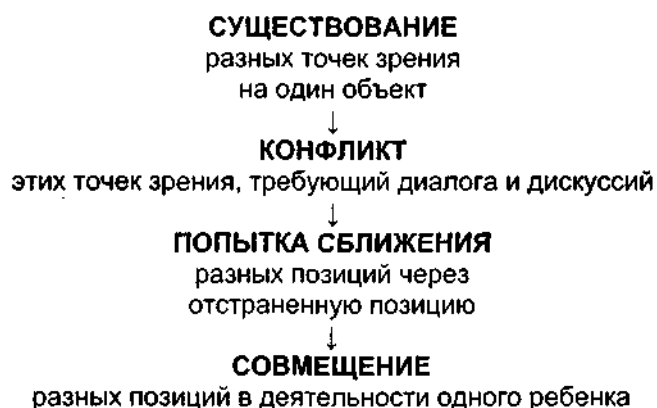 СУЩЕСТВОВАНИЕ
разных точек зрения
на один объект
↓
КОНФЛИКТ
этих точек зрения, требующий диалога и дискуссий
↓
ПОПЫТКА СБЛИЖЕНИЯ
разных позиций через
отстраненную позицию
↓
СОВМЕЩЕНИЕ
разных позиций в деятельности одного ребенка